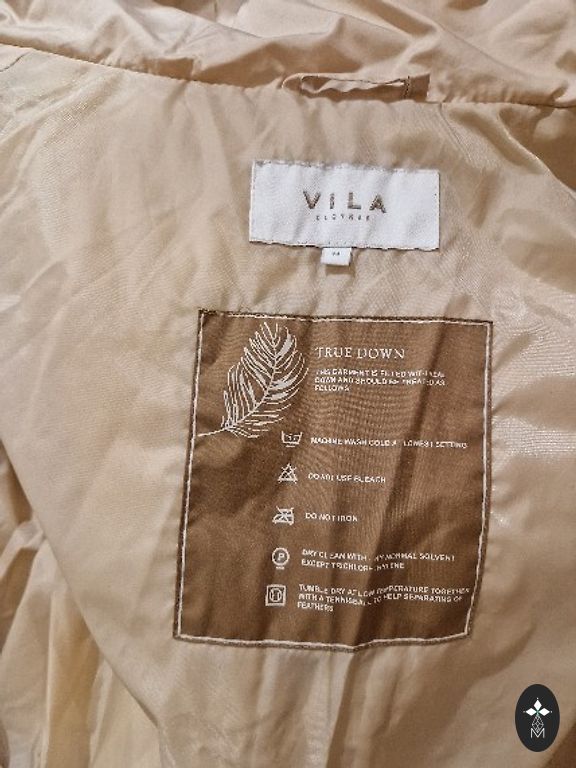 VILA
CLOTHES
TRUE DOWN
THIS GARMENT IS FILLED WITH REAL
DOWN AND SHOULD BE TREATED AS
FOLLOWS
MACHINE WASH COLD AT LOWEST SETTING
DO NOT USE BLEACH
DO NOT IRON
P
DRY CLEAN WITH ANY NORMAL SOLVENT
EXCEPT TRICHLORETHYLENE
TUMBLE DRY AT LOW TEMPERATURE TOGETHER
WITH A TENNISBALL TO HELP SEPARATING OF
FEATHERS
M